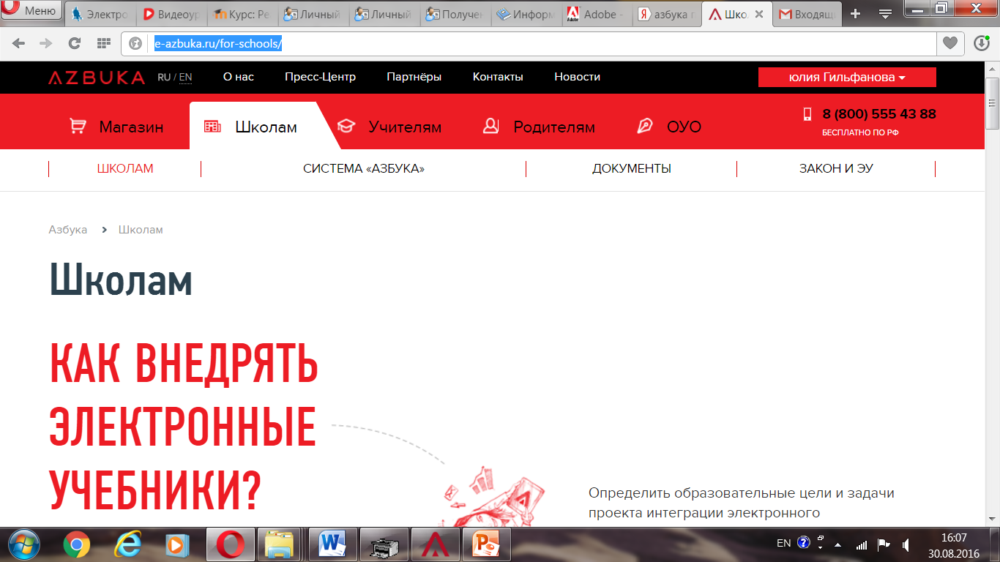 Меню
Электро
Видеоур
Курс: Ре
Личный
Личный
Получен
Информ
Adobe -
азбука п
Шко
Входящ
e-azbuka.ru/for-schools/
AZBUKA RU / EN О нас Пресс-Центр Партнёры Контакты Новости юлия Гильфанова
Магазин Школам Учителям Родителям ОУО 8 (800) 555 43 88
БЕСПЛАТНО ПО РФ
ШКОЛАМ СИСТЕМА «АЗБУКА» ДОКУМЕНТЫ ЗАКОН И ЭУ
Азбука > Школам
Школам
КАК ВНЕДРЯТЬ
ЭЛЕКТРОННЫЕ
УЧЕБНИКИ?
Определить образовательные цели и задачи
проекта интеграции электронного
EN 16:07
30.08.2016